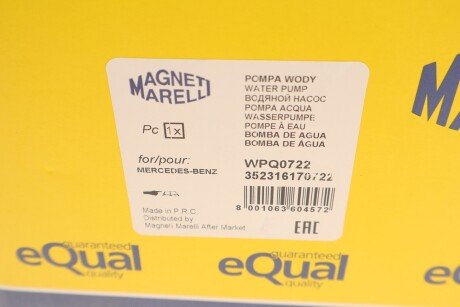 MAGNETI
MARELLI
POMPA WODY
WATER PUMP
ВОДЯНОЙ НАСОС
POMPA ACQUA
WASSERPUMPE
POMPE À EAU
BOMBA DE AGUA
BOMBA DE ÁGUA
Pc 1x
for/pour:
MERCEDES-BENZ
WPQ0722
352316170722
8 001063 604572
Made in P.R.C
Distributed by
Magneti Marelli After Market
EAC
guaranteed
eQual
quality
guaranteed
eQual
quality
eQual